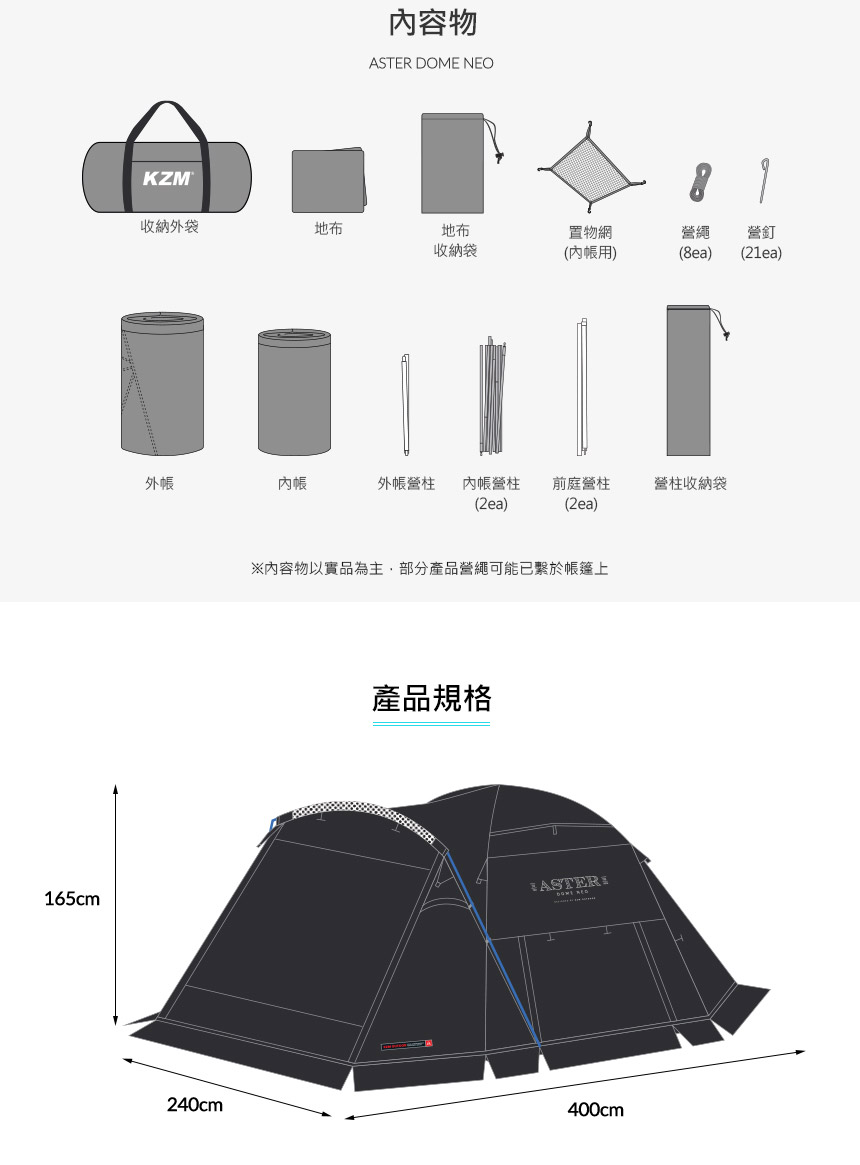 內容物
ASTER DOME NEO
KZM
收納外袋
地布
地布
收納袋
置物網
(內帳用)
營繩
(8ea)
營釘
(21ea)
外帳
內帳
外帳營柱
內帳營柱
(2ea)
前庭營柱
(2ea)
營柱收納袋
※內容物以實品為主．部分產品營繩可能已繫於帳篷上
產品規格
165cm
ASTER
DOME NEO
240cm
400cm